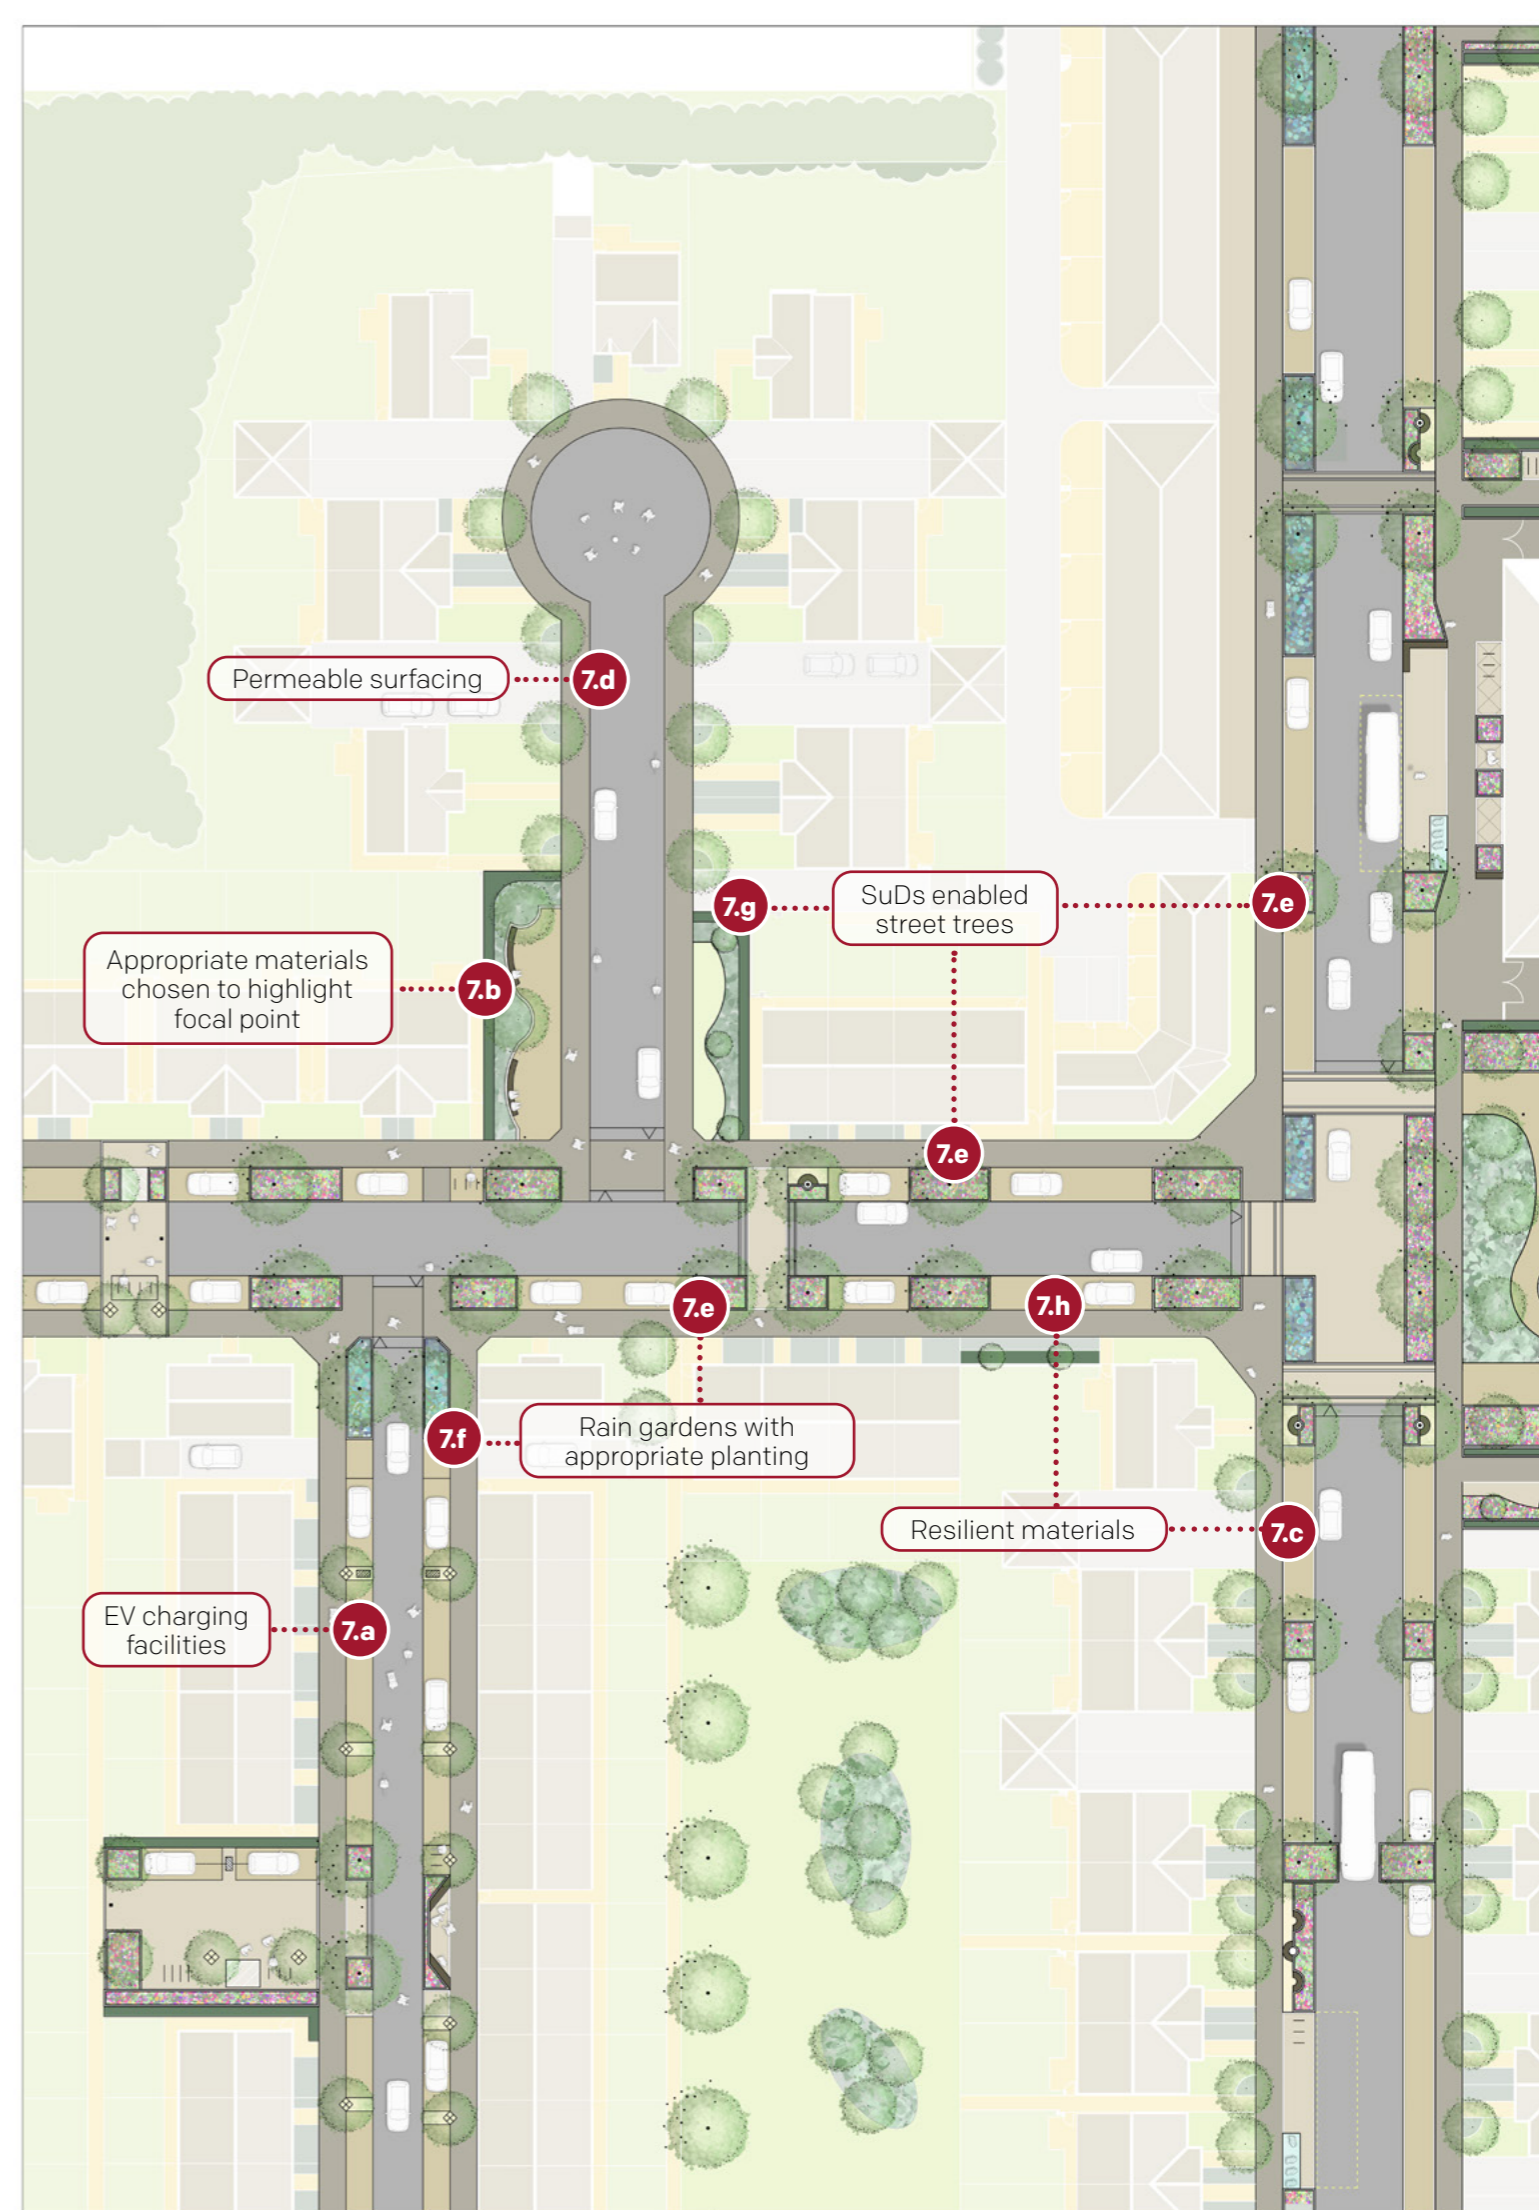 Permeable surfacing
7.d
7.g
SuDs enabled
street trees
7.e
Appropriate materials
chosen to highlight
focal point
7.b
7.e
7.e
7.h
7.f
Rain gardens with
appropriate planting
Resilient materials
7.c
EV charging
facilities
7.a